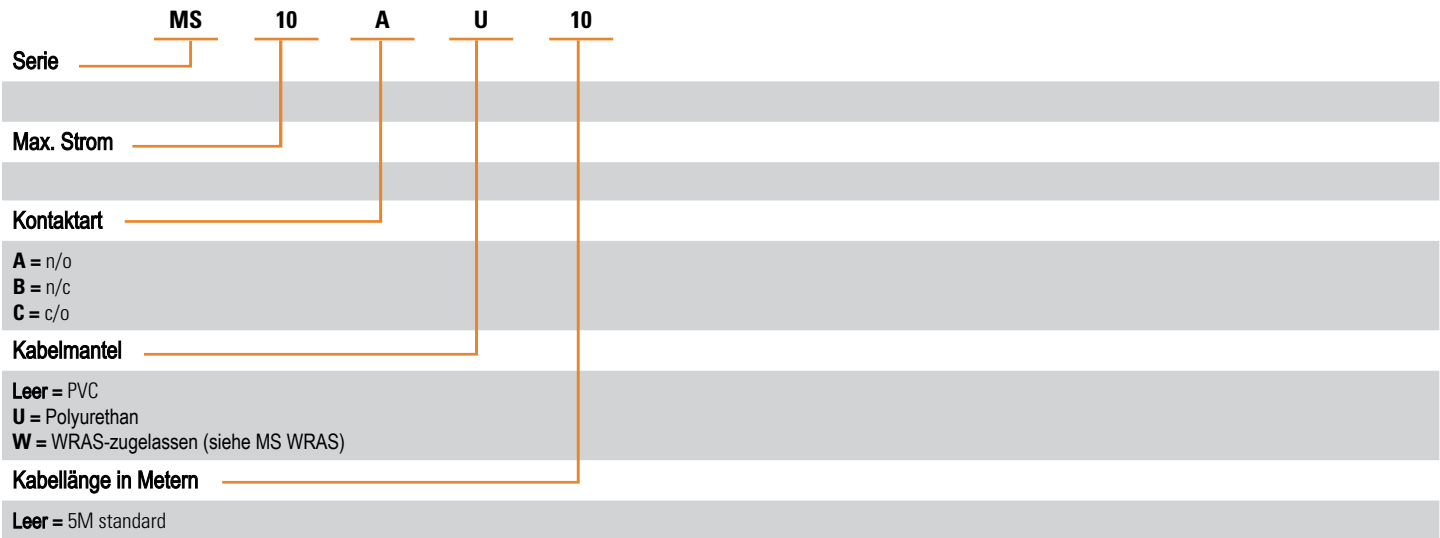 MS 10 A U 10
Serie
Max. Strom
Kontaktart
A = n/o
B = n/c
C = c/o
Kabelmantel
Leer = PVC
U = Polyurethan
W = WRAS-zugelassen (siehe MS WRAS)
Kabellänge in Metern
Leer = 5M standard